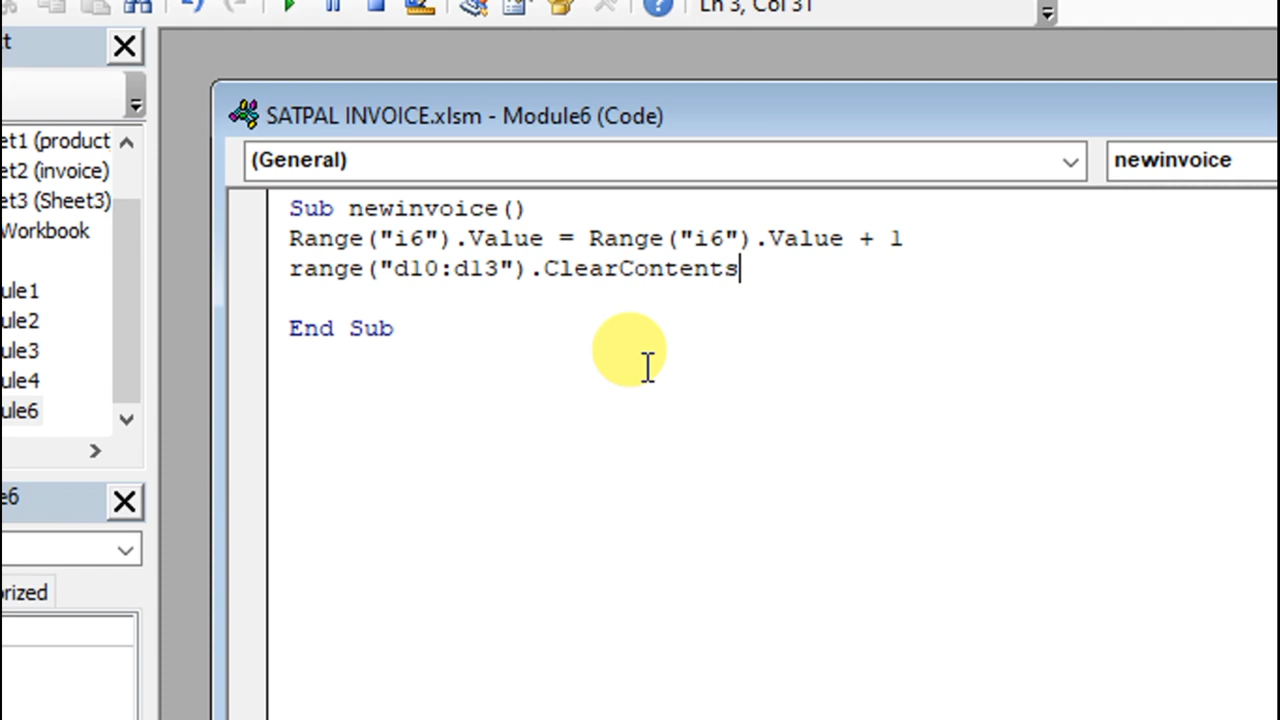 Ln 3, Col 31
t
SATPAL INVOICE.xlsm - Module6 (Code)
(General)
newinvoice
et1 (product
et2 (invoice)
et3 (Sheet3)
Workbook
ule1
ule2
ule3
ule4
ule6
Sub newinvoice()
Range("i6").Value = Range("i6").Value + 1
range("d10:d13").ClearContents
End Sub
e6
orized